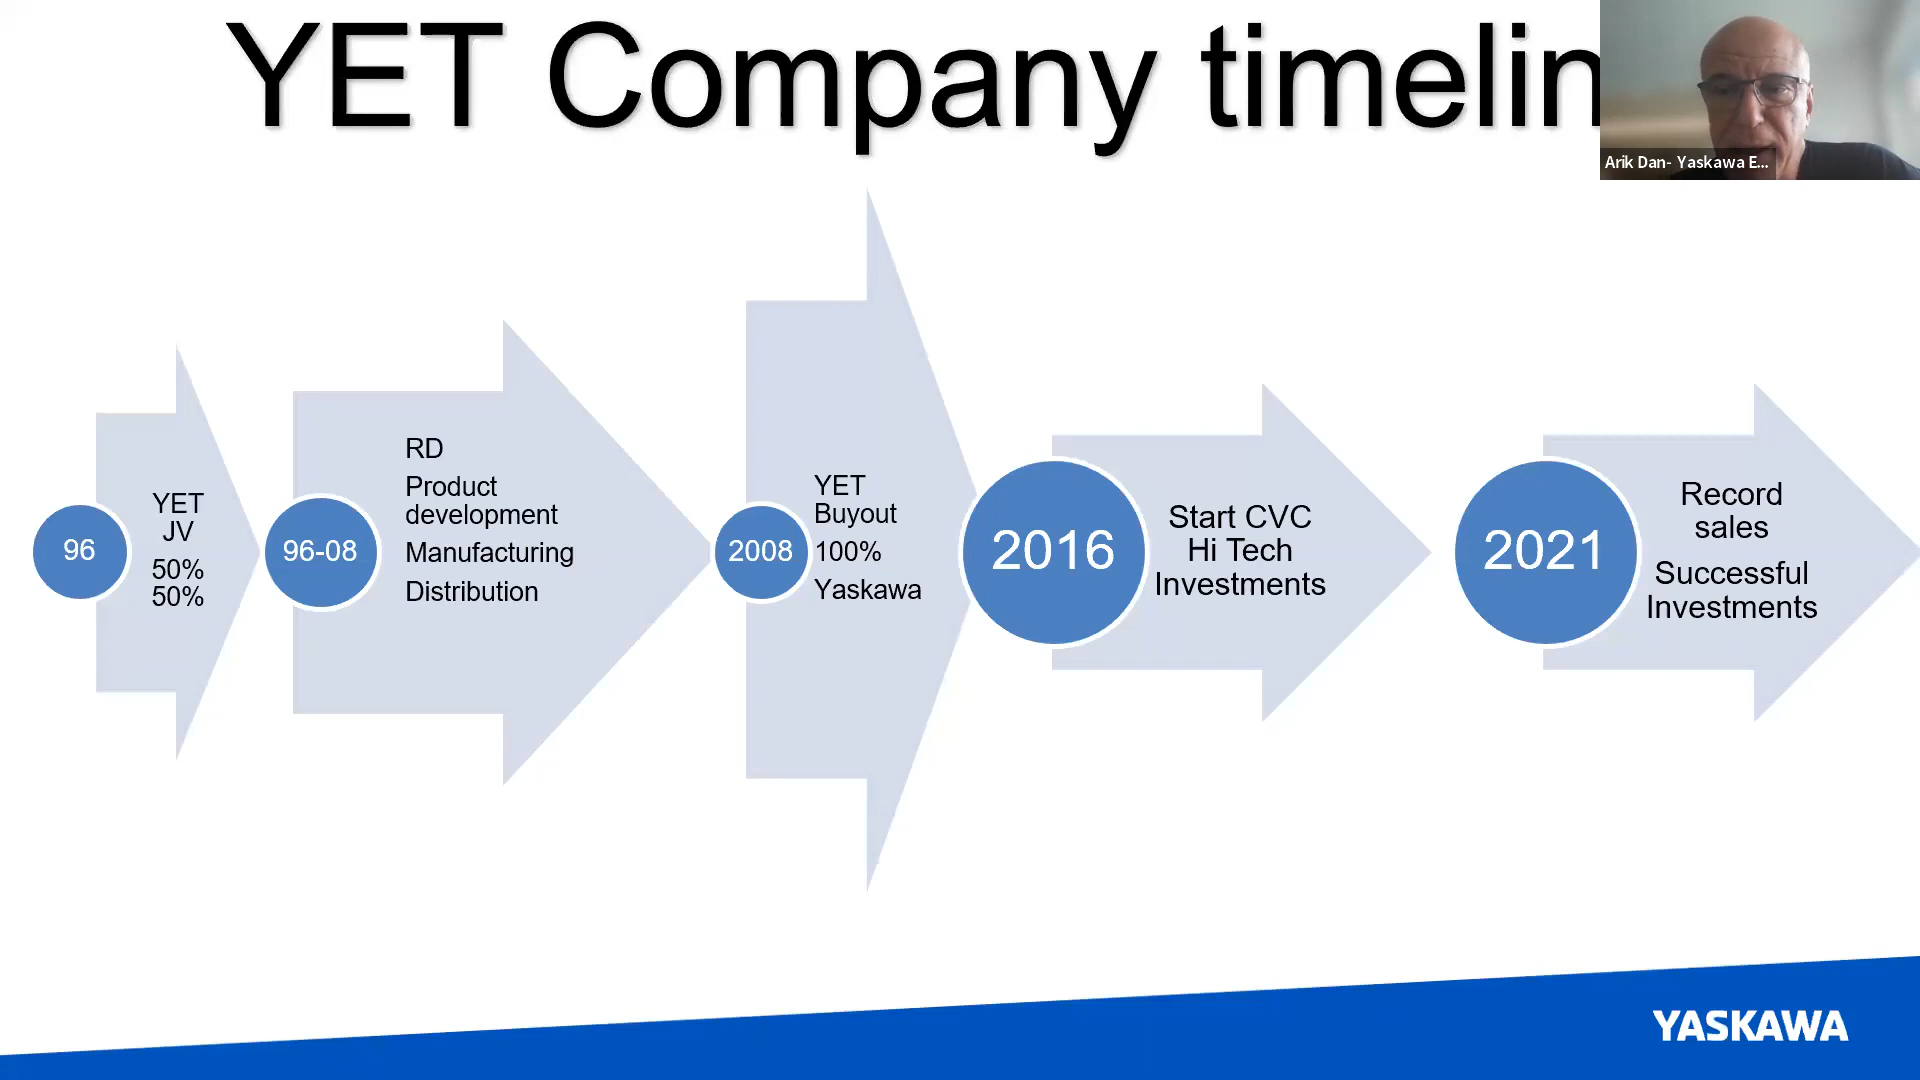 YET Company timelin
Arik Dan- Yaskawa E...
96
YET
JV
50%
50%
96-08
RD
Product
development
Manufacturing
Distribution
2008
YET
Buyout
100%
Yaskawa
2016
Start CVC
Hi Tech
Investments
2021
Record
sales
Successful
Investments
YASKAWA